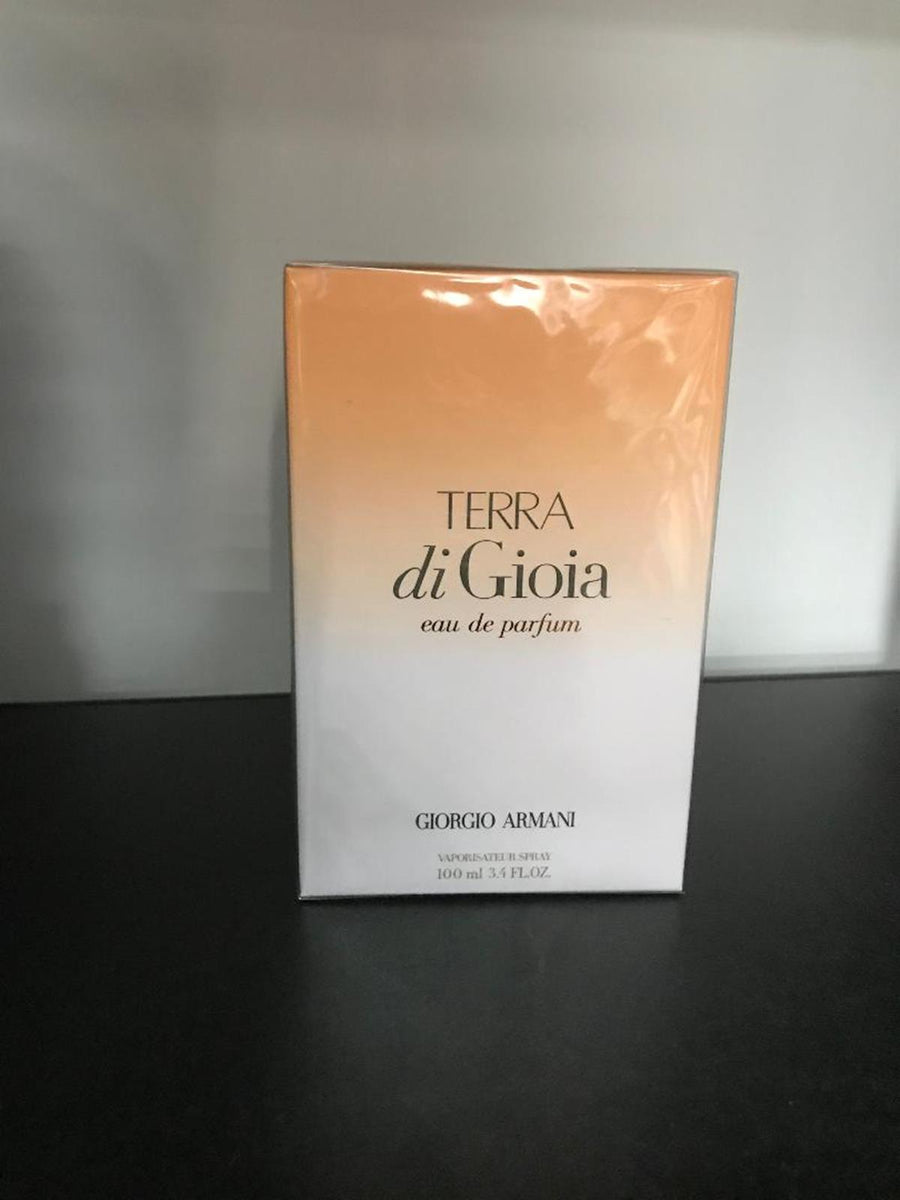 TERRA
di Gioia
eau de parfum
GIORGIO ARMANI
VAPORISATEUR SPRAY
100 ml 3.4 FL.OZ.